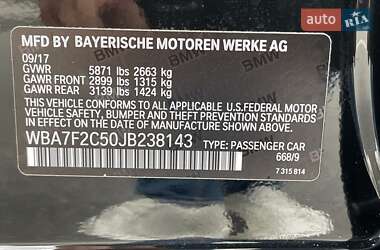 auto.ria.com
MFD BY BAYERISCHE MOTOREN WERKE AG
09/17
GVWR 5871 lbs 2663 kg
GAWR FRONT 2899 lbs 1315 kg
GAWR REAR 3139 lbs 1424 kg
THIS VEHICLE CONFORMS TO ALL APPLICABLE U.S. FEDERAL MOTOR
VEHICLE SAFETY, BUMPER, AND THEFT PREVENTION STANDARDS IN
EFFECT ON THE DATE OF MANUFACTURE SHOWN ABOVE.
WBA7F2C50JB238143 TYPE: PASSENGER CAR
668/9
7 315 814